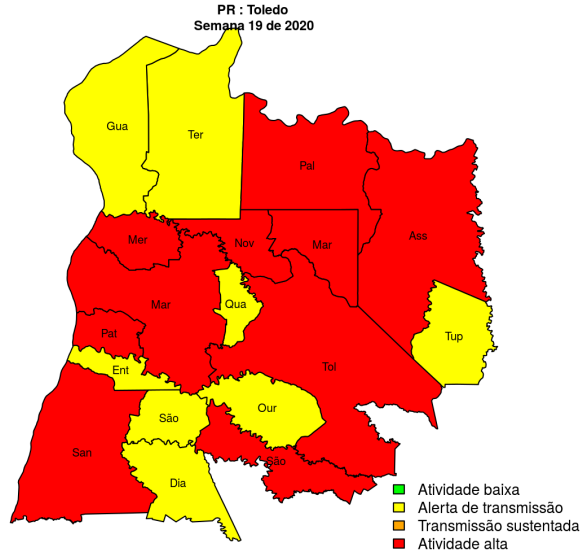 PR : Toledo
Semana 19 de 2020
Gua
Ter
Pal
Mer
Nov
Mar
Ass
Mar
Qua
Pat
Tup
Ent
Tol
São
Our
San
São
Dia
Atividade baixa
Alerta de transmissão
Transmissão sustentada
Atividade alta